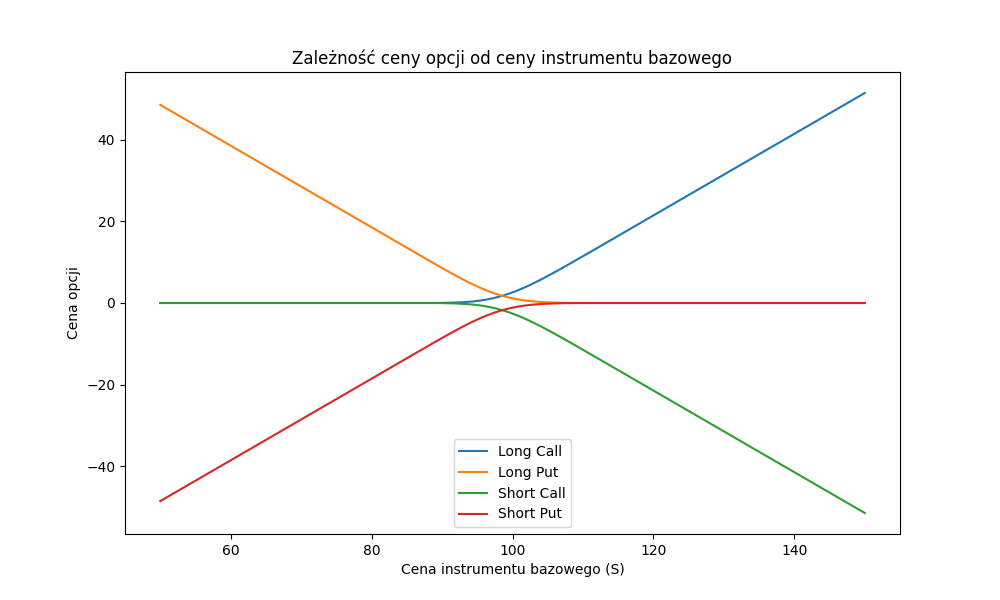 Zależność ceny opcji od ceny instrumentu bazowego
Cena opcji
40
20
0
−20
−40
60
80
100
120
140
Cena instrumentu bazowego (S)
Long Call
Long Put
Short Call
Short Put